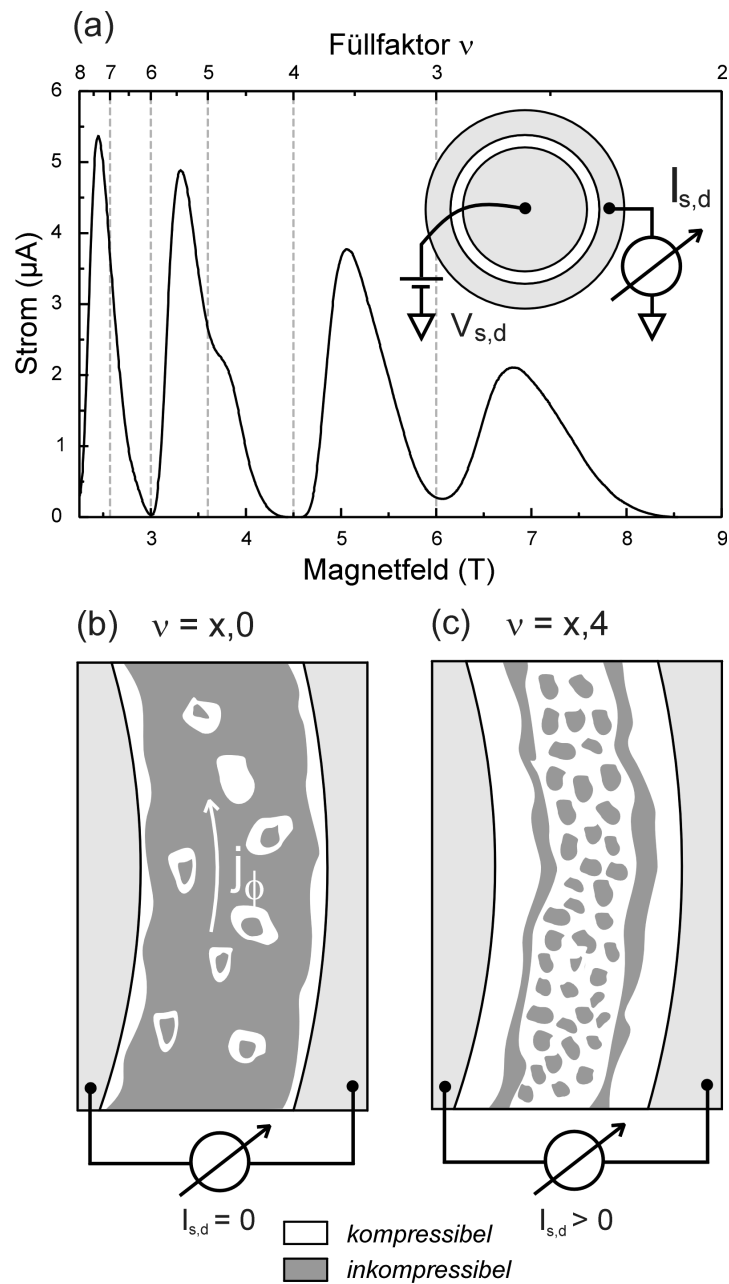 (a)
Füllfaktor ν
8 7 6 5 4 3 2
Strom (µA)
6
5
4
3
2
1
0
I s,d
V s,d
3 4 5 6 7 8 9
Magnetfeld (T)
(b) ν = x,0
(c) ν = x,4
j ϕ
I s,d = 0
I s,d > 0
kompressibel
inkompressibel